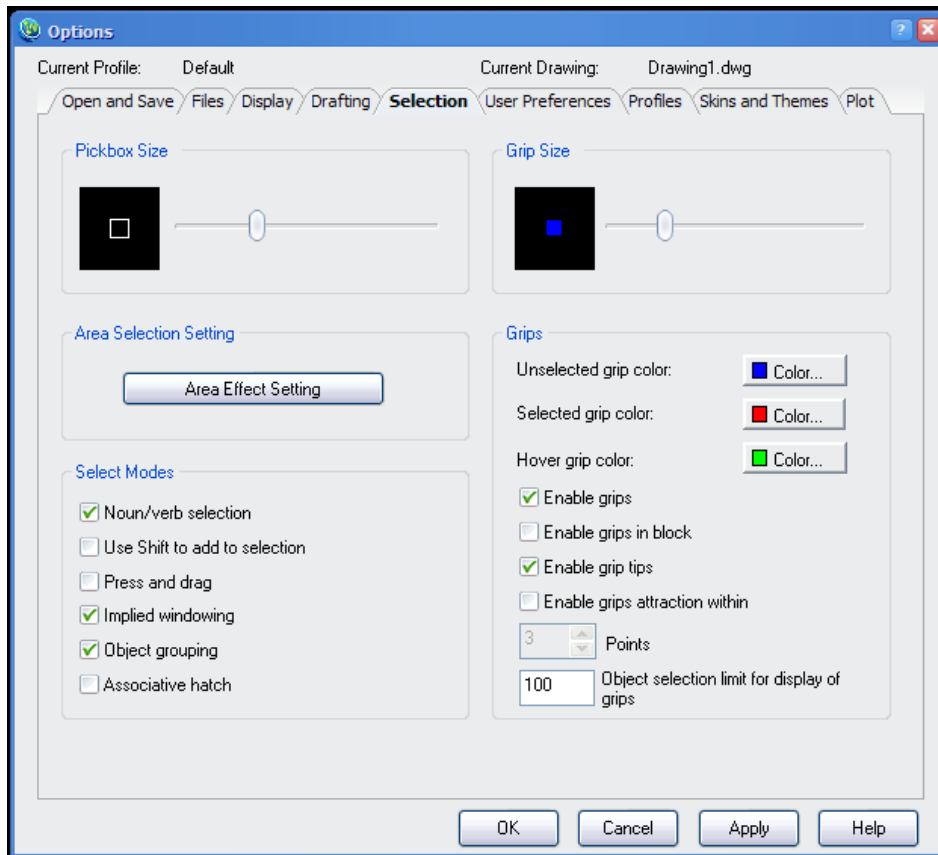 Options
Current Profile: Default Current Drawing: Drawing1.dwg
Open and Save Files Display Drafting Selection User Preferences Profiles Skins and Themes Plot
Pickbox Size
Grip Size
Area Selection Setting
Area Effect Setting
Select Modes
Noun/verb selection
Use Shift to add to selection
Press and drag
Implied windowing
Object grouping
Associative hatch
Grips
Unselected grip color: Color...
Selected grip color: Color...
Hover grip color: Color...
Enable grips
Enable grips in block
Enable grip tips
Enable grips attraction within
3 Points
100 Object selection limit for display of
grips
OK Cancel Apply Help